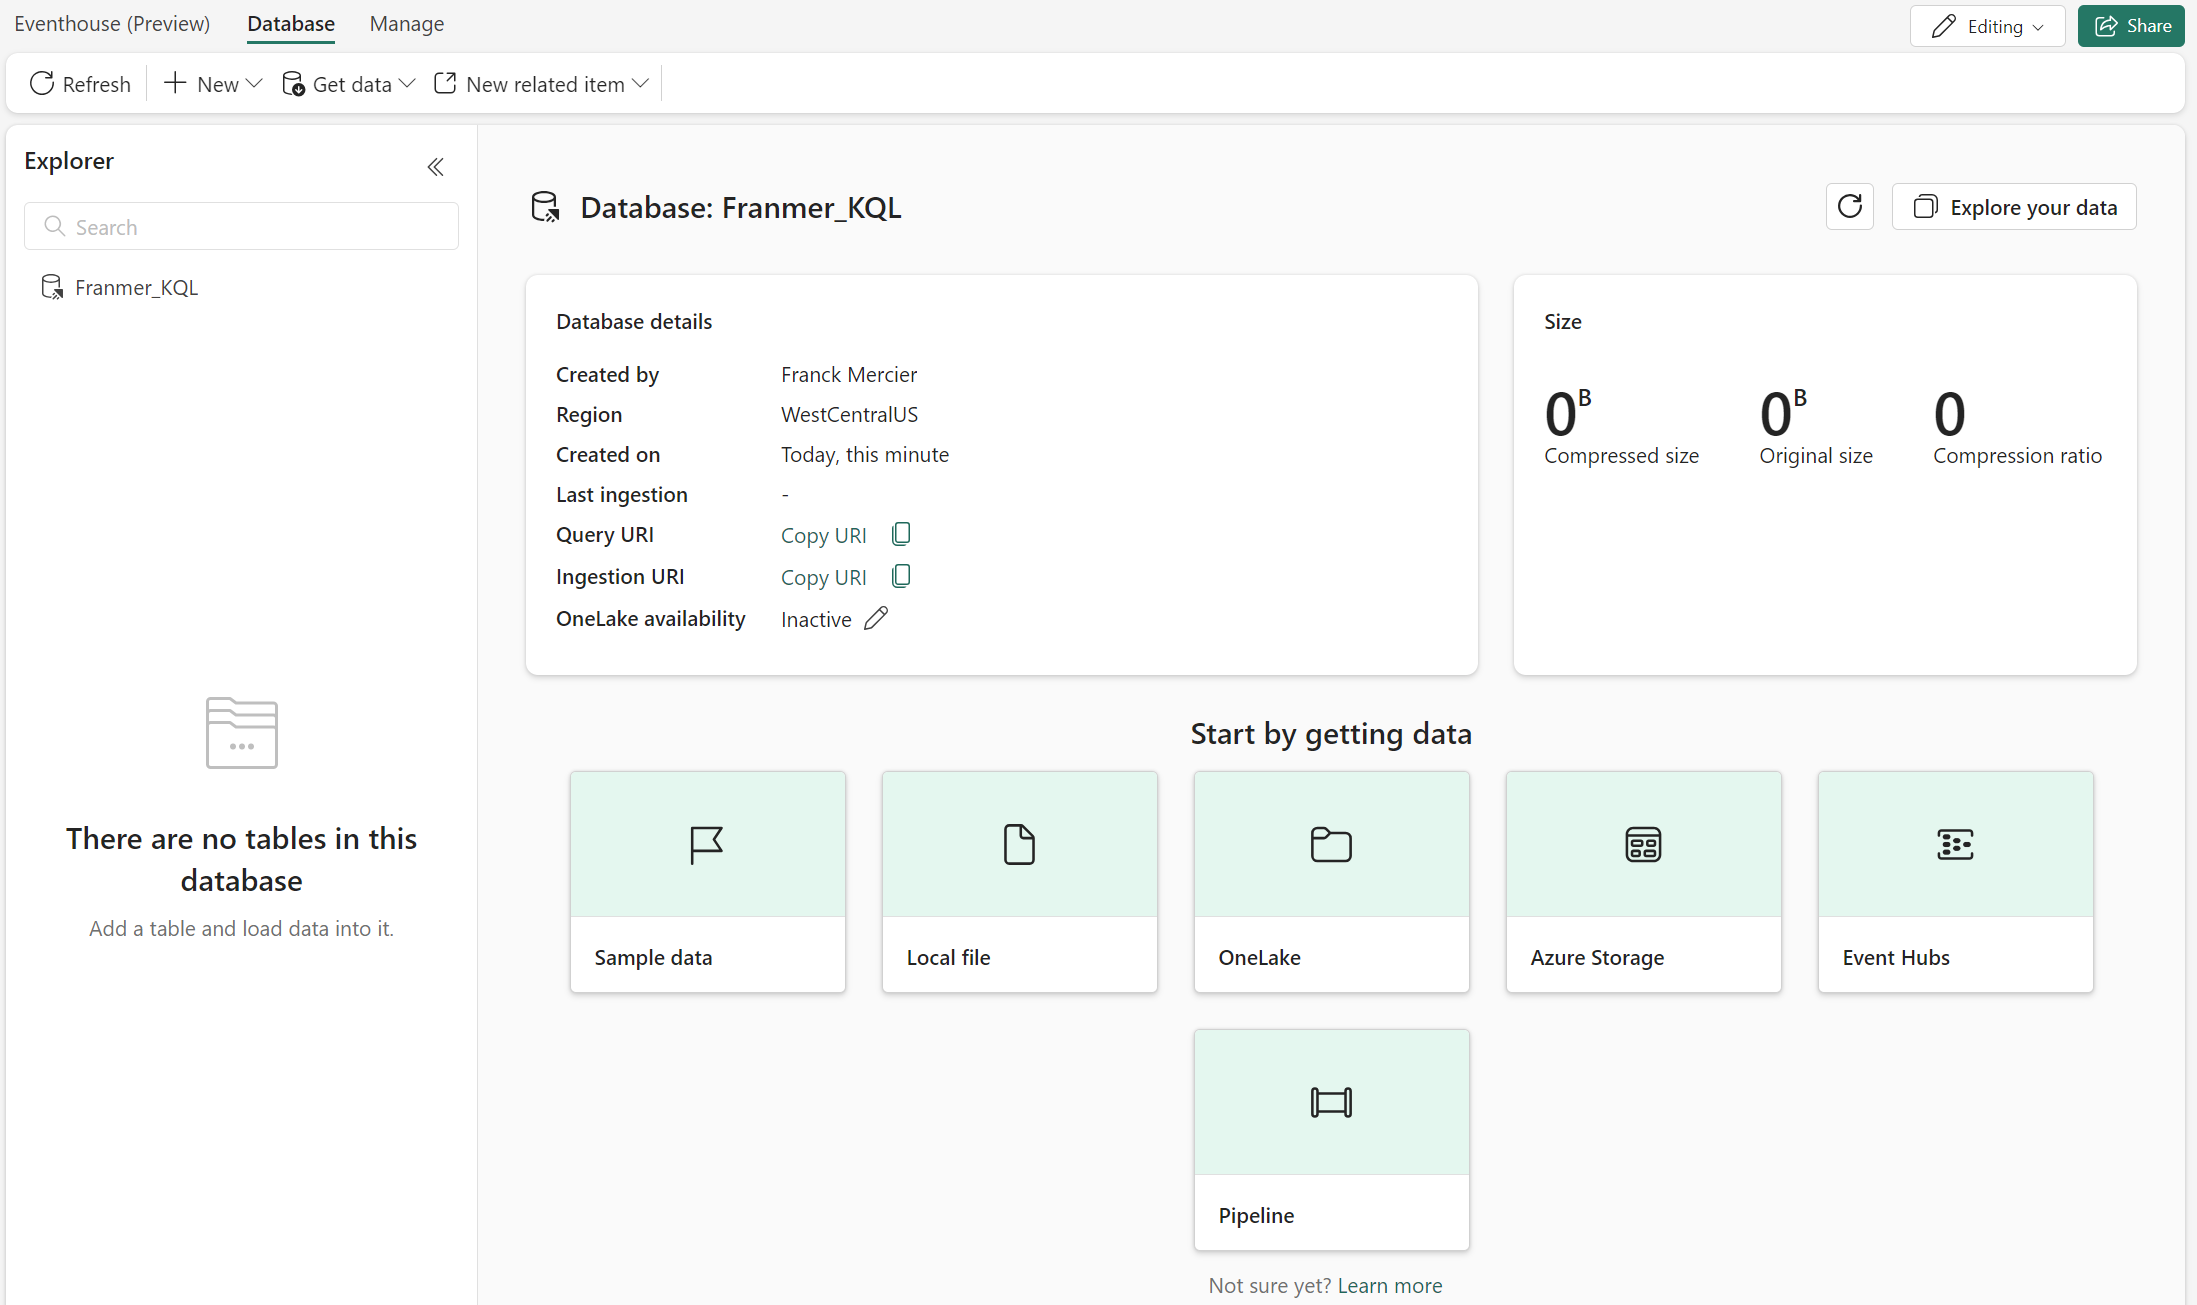 Eventhouse (Preview) Database Manage
Editing Share
Refresh New Get data New related item
Explorer
Search
Franmer_KQL
There are no tables in this
database
Add a table and load data into it.
Database: Franmer_KQL
Explore your data
Database details
Created by Franck Mercier
Region WestCentralUS
Created on Today, this minute
Last ingestion -
Query URI Copy URI
Ingestion URI Copy URI
OneLake availability Inactive
Size
0 B
Compressed size
0 B
Original size
0
Compression ratio
Start by getting data
Sample data
Local file
OneLake
Azure Storage
Event Hubs
Pipeline
Not sure yet? Learn more